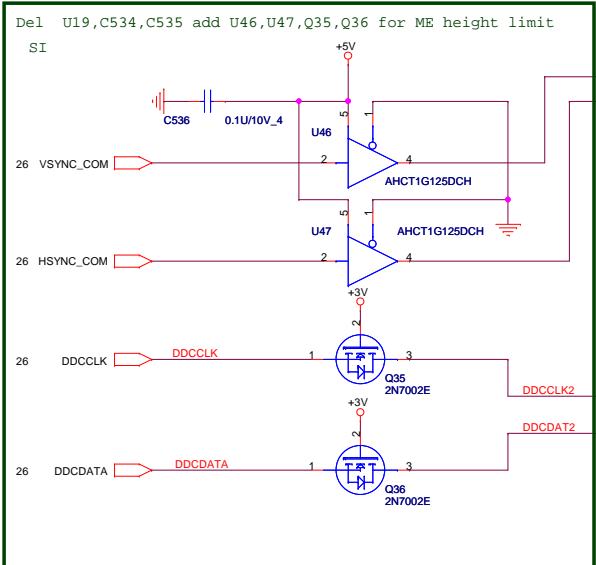 Del U19,C534,C535 add U46,U47,Q35,Q36 for ME height limit
SI
+5V
C536 0.1U/10V_4
5 1
U46
26 VSYNC_COM 2 4
AHCT1G125DCH
5 1
U47 AHCT1G125DCH
26 HSYNC_COM 2 4
+3V
2
26 DDCCLK DDCCLK 1 3
Q35
2N7002E
DDCCLK2
+3V
2
DDCDAT2
26 DDCDATA DDCDATA 1 3
Q36
2N7002E